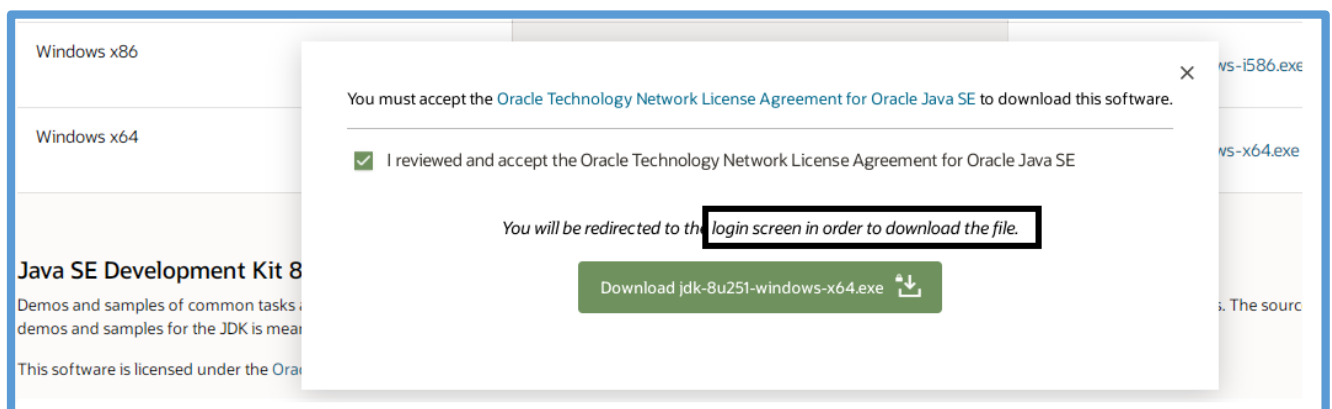 Windows x86
ws-i586.exe
You must accept the Oracle Technology Network License Agreement for Oracle Java SE to download this software.
Windows x64
ws-x64.exe
I reviewed and accept the Oracle Technology Network License Agreement for Oracle Java SE
You will be redirected to the login screen in order to download the file.
Java SE Development Kit 8
Download jdk-8u251-windows-x64.exe
Demos and samples of common tasks
s. The sourc
demos and samples for the JDK is mea
This software is licensed under the Ora